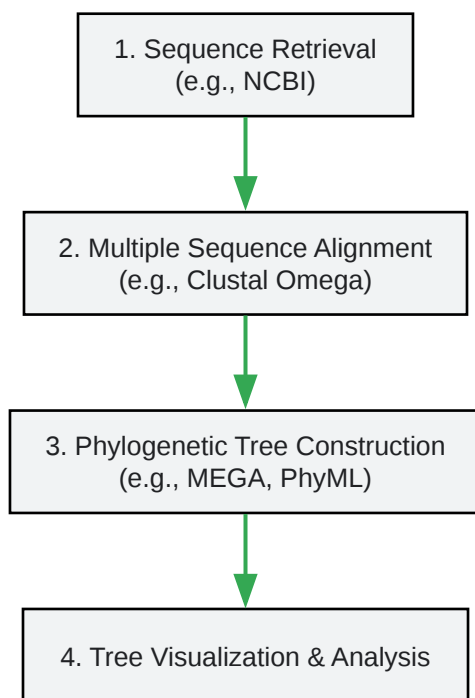 1. Sequence Retrieval
(e.g., NCBI)
2. Multiple Sequence Alignment
(e.g., Clustal Omega)
3. Phylogenetic Tree Construction
(e.g., MEGA, PhyML)
4. Tree Visualization & Analysis